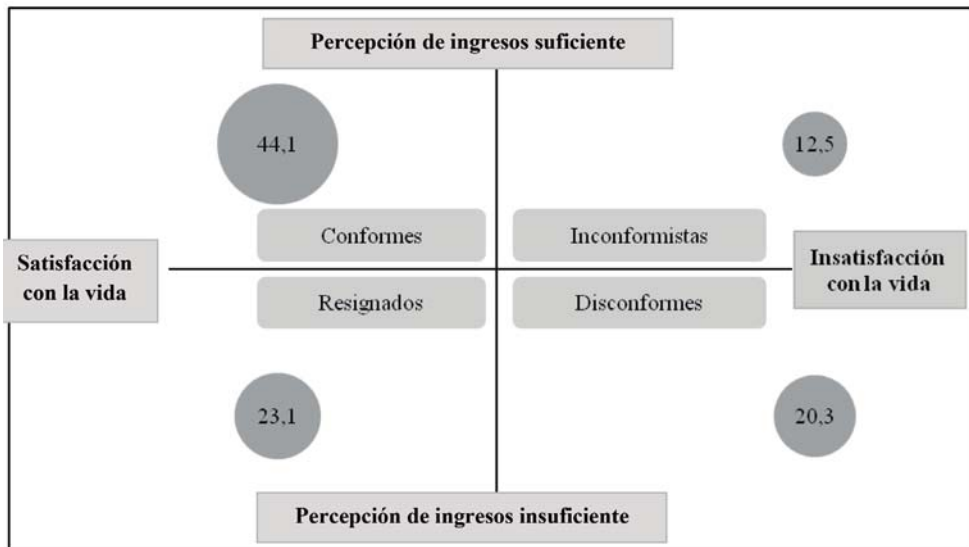 Percepción de ingresos suficiente
44,1
12,5
Conformes
Inconformistas
Satisfacción
con la vida
Insatisfacción
con la vida
Resignados
Disconformes
23,1
20,3
Percepción de ingresos insuficiente